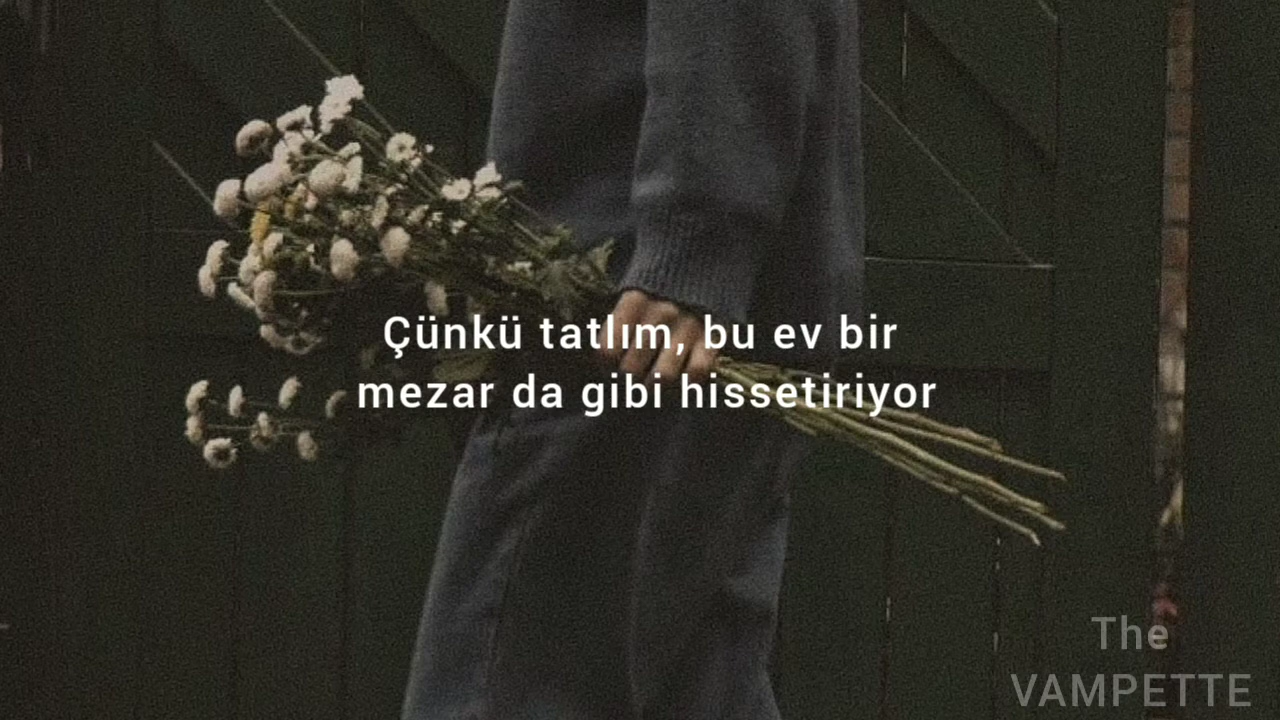 Çünkü tatlım, bu ev bir
mezar da gibi hissetiriyor
The
VAMPETTE